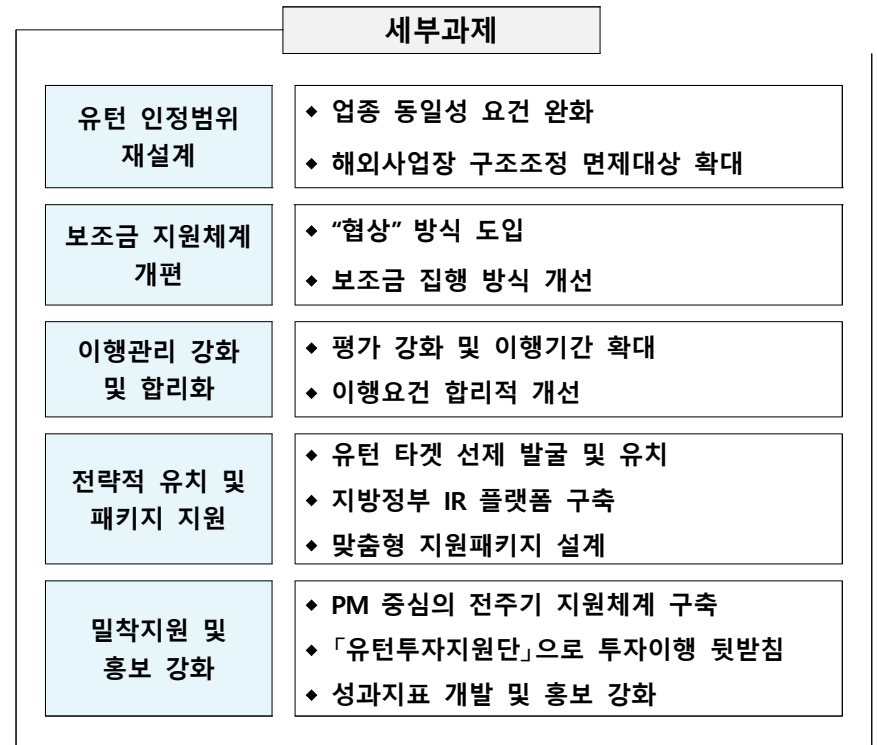 세부과제
유턴 인정범위
재설계
◆ 업종 동일성 요건 완화
◆ 해외사업장 구조조정 면제대상 확대
보조금 지원체계
개편
◆ “협상” 방식 도입
◆ 보조금 집행 방식 개선
이행관리 강화
및 합리화
◆ 평가 강화 및 이행기간 확대
◆ 이행요건 합리적 개선
전략적 유치 및
패키지 지원
◆ 유턴 타겟 선제 발굴 및 유치
◆ 지방정부 IR 플랫폼 구축
◆ 맞춤형 지원패키지 설계
밀착지원 및
홍보 강화
◆ PM 중심의 전주기 지원체계 구축
◆ 「유턴투자지원단」으로 투자이행 뒷받침
◆ 성과지표 개발 및 홍보 강화